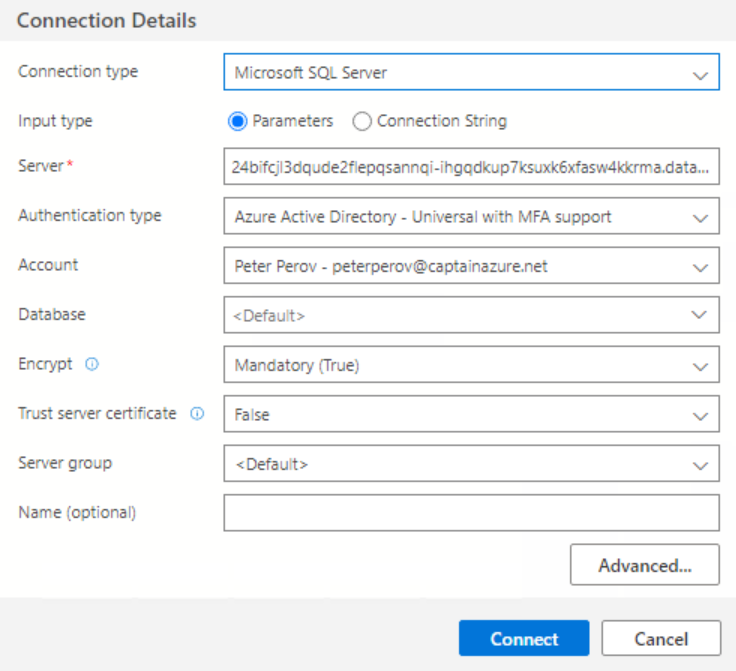 Connection Details
Connection type Microsoft SQL Server
Input type Parameters Connection String
Server* 24bifcjl3dqude2flepqsannqi-ihgqdkup7ksuxk6xfasw4kkrma.data...
Authentication type Azure Active Directory - Universal with MFA support
Account Peter Perov - peterperov@captainazure.net
Database <Default>
Encrypt Mandatory (True)
Trust server certificate False
Server group <Default>
Name (optional)
Advanced...
Connect Cancel